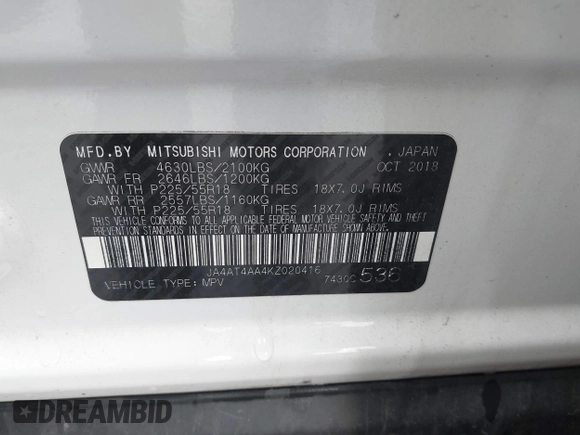 MFD.BY MITSUBISHI MOTORS CORPORATION . JAPAN
GVWR 4630LBS/2100KG OCT 2018
GAWR FR 2646LBS/1200KG
WITH P225/55R18 TIRES 18X7.0J RIMS
GAWR RR 2557LBS/1160KG
WITH P225/55R18 TIRES 18X7.0J RIMS
THIS VEHICLE CONFORMS TO ALL APPLICABLE FEDERAL MOTOR VEHICLE SAFETY AND THEFT
PREVENTION STANDARDS IN EFFECT ON THE DATE OF MANUFACTURE SHOWN ABOVE.
JA4AT4AA4KZ020416
VEHICLE TYPE: MPV 7430C 536
DREAMBID